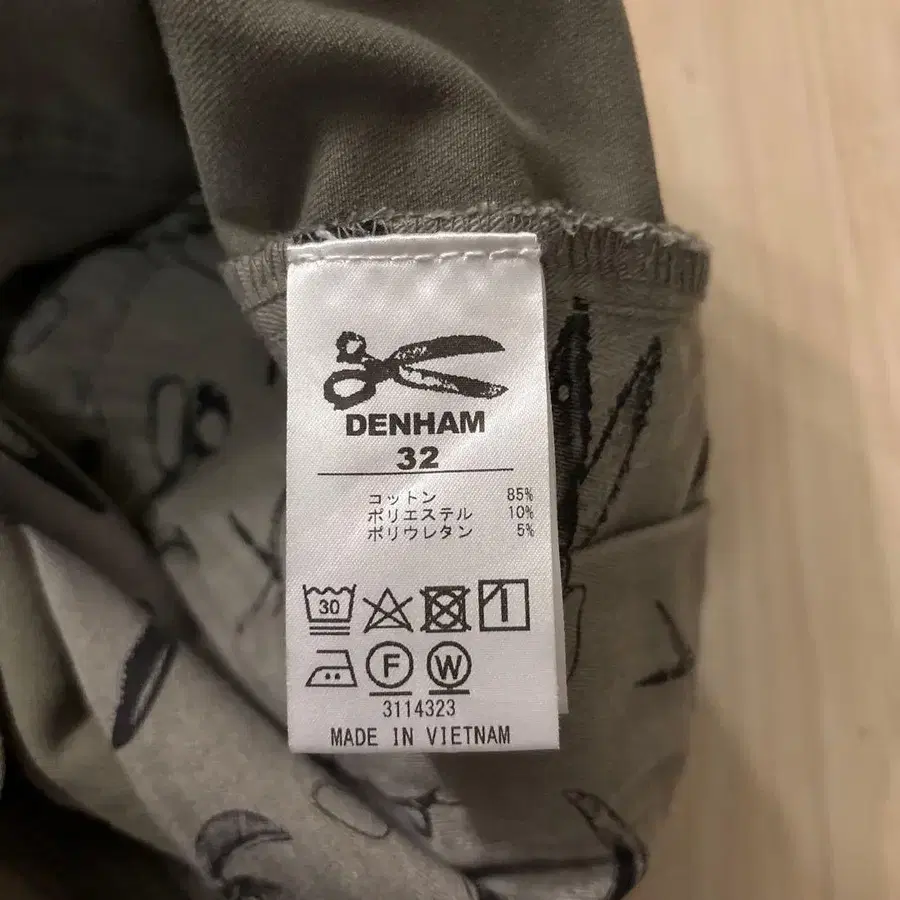 DENHAM
32
コットン 85%
ポリエステル 10%
ポリウレタン 5%
30
F W
3114323
MADE IN VIETNAM